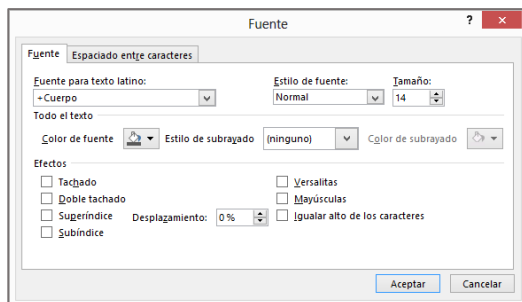 Fuente ? ×
Fuente Espaciado entre caracteres
Fuente para texto latino: Estilo de fuente: Tamaño:
+Cuerpo Normal 14
Todo el texto
Color de fuente Estilo de subrayado (ninguno) Color de subrayado
Efectos
Tachado Versalitas
Doble tachado Mayúsculas
Superíndice Desplazamiento: 0 % Igualar alto de los caracteres
Subíndice
Aceptar Cancelar